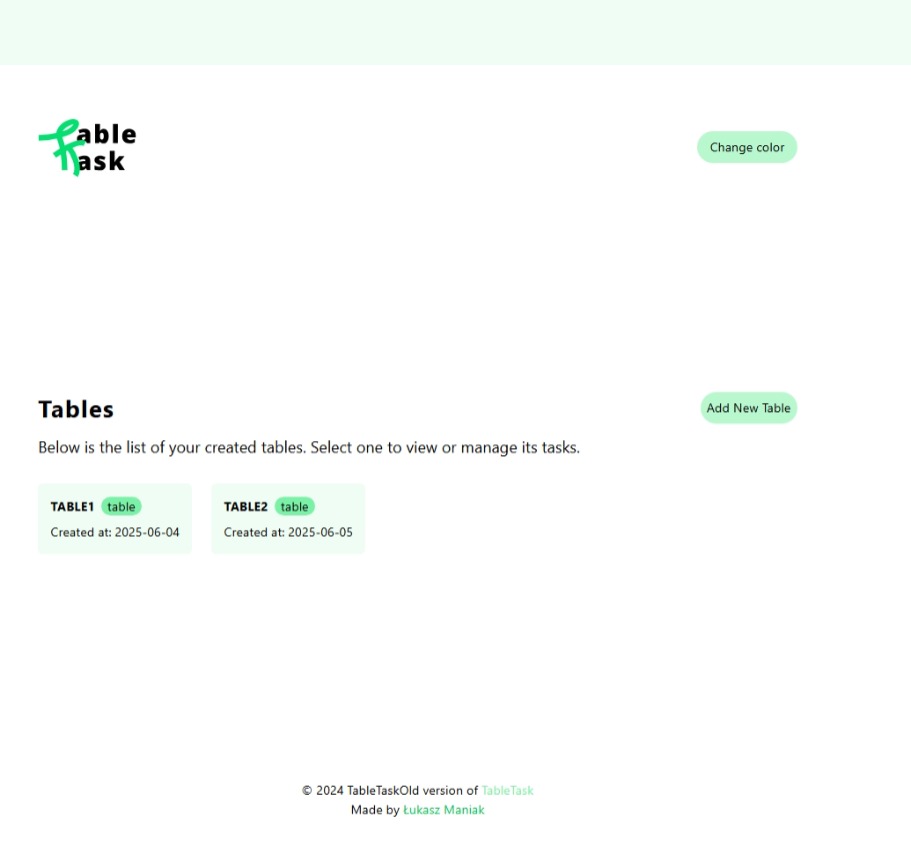 Table
Task
Change color
Tables
Add New Table
Below is the list of your created tables. Select one to view or manage its tasks.
TABLE1 table
Created at: 2025-06-04
TABLE2 table
Created at: 2025-06-05
© 2024 TableTaskOld version of TableTask
Made by Łukasz Maniak